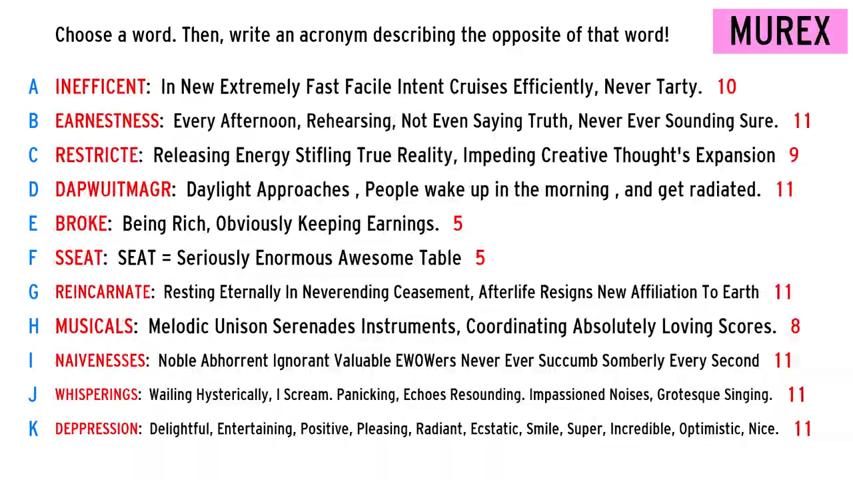 Choose a word. Then, write an acronym describing the opposite of that word!
MUREX
A INEFFICENT: In New Extremely Fast Facile Intent Cruises Efficiently, Never Tarty. 10
B EARNESTNESS: Every Afternoon, Rehearsing, Not Even Saying Truth, Never Ever Sounding Sure. 11
C RESTRICTE: Releasing Energy Stifling True Reality, Impeding Creative Thought's Expansion 9
D DAPWUITMAGR: Daylight Approaches , People wake up in the morning , and get radiated. 11
E BROKE: Being Rich, Obviously Keeping Earnings. 5
F SSEAT: SEAT = Seriously Enormous Awesome Table 5
G REINCARNATE: Resting Eternally In Neverending Ceasement, Afterlife Resigns New Affiliation To Earth 11
H MUSICALS: Melodic Unison Serenades Instruments, Coordinating Absolutely Loving Scores. 8
I NAIVENESSES: Noble Abhorrent Ignorant Valuable EWOWers Never Ever Succumb Somberly Every Second 11
J WHISPERINGS: Wailing Hysterically, I Scream. Panicking, Echoes Resounding. Impassioned Noises, Grotesque Singing. 11
K DEPPRESSION: Delightful, Entertaining, Positive, Pleasing, Radiant, Ecstatic, Smile, Super, Incredible, Optimistic, Nice. 11